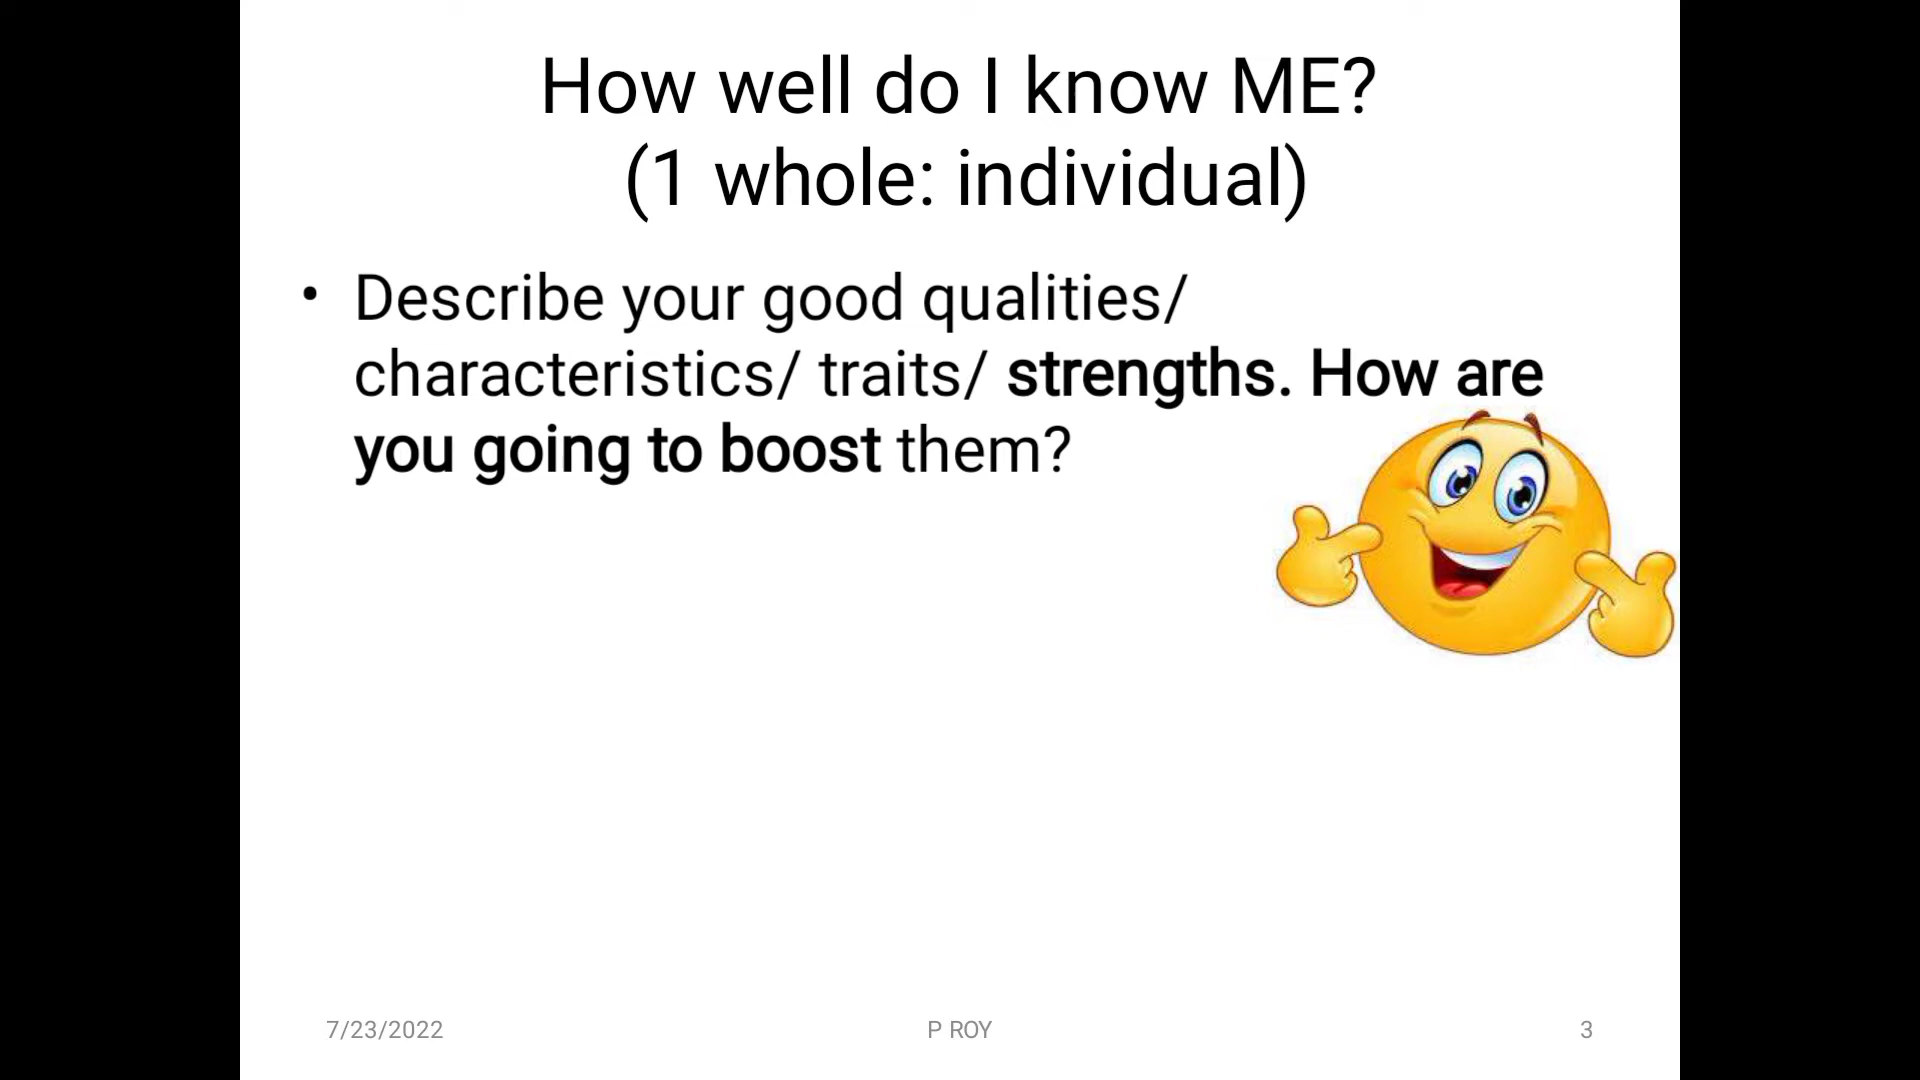 How well do I know ME?
(1 whole: individual)
• Describe your good qualities/
characteristics/ traits/ strengths. How are
you going to boost them?
7/23/2022
P ROY
3